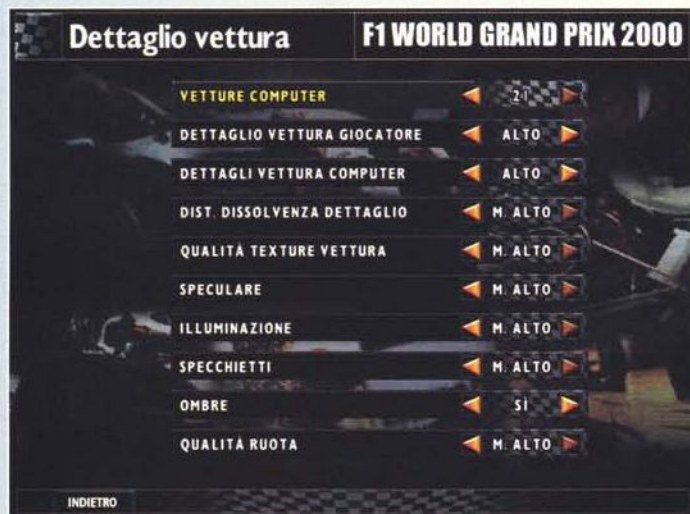 Dettaglio vettura
F1 WORLD GRAND PRIX 2000
VETTURE COMPUTER 21
DETTAGLIO VETTURA GIOCATORE ALTO
DETTAGLI VETTURA COMPUTER ALTO
DIST. DISSOLVENZA DETTAGLIO M. ALTO
QUALITÀ TEXTURE VETTURA M. ALTO
SPECULARE M. ALTO
ILLUMINAZIONE M. ALTO
SPECCHIETTI M. ALTO
OMBRE SÌ
QUALITÀ RUOTA M. ALTO
INDIETRO